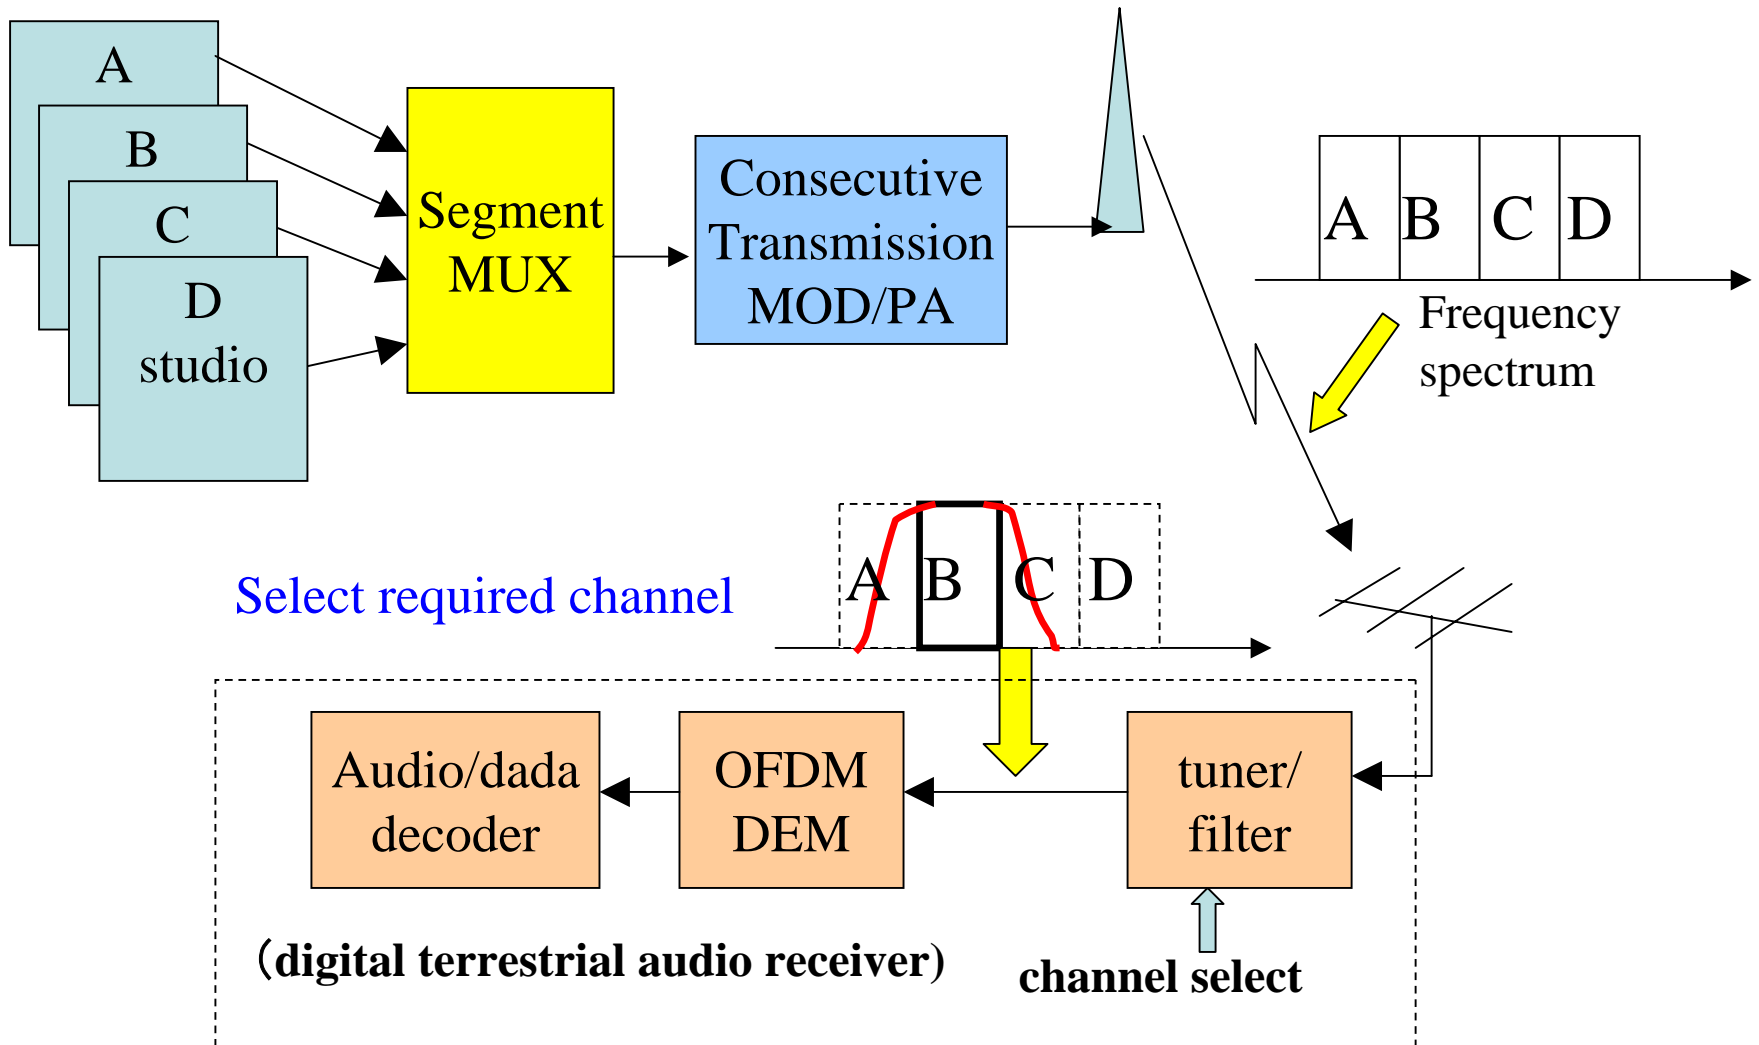 A
B
C
D
studio
Segment
MUX
Consecutive
Transmission
MOD/PA
A B C D
Frequency
spectrum
Select required channel
A B C D
Audio/dada
decoder
OFDM
DEM
tuner/
filter
（digital terrestrial audio receiver)
channel select